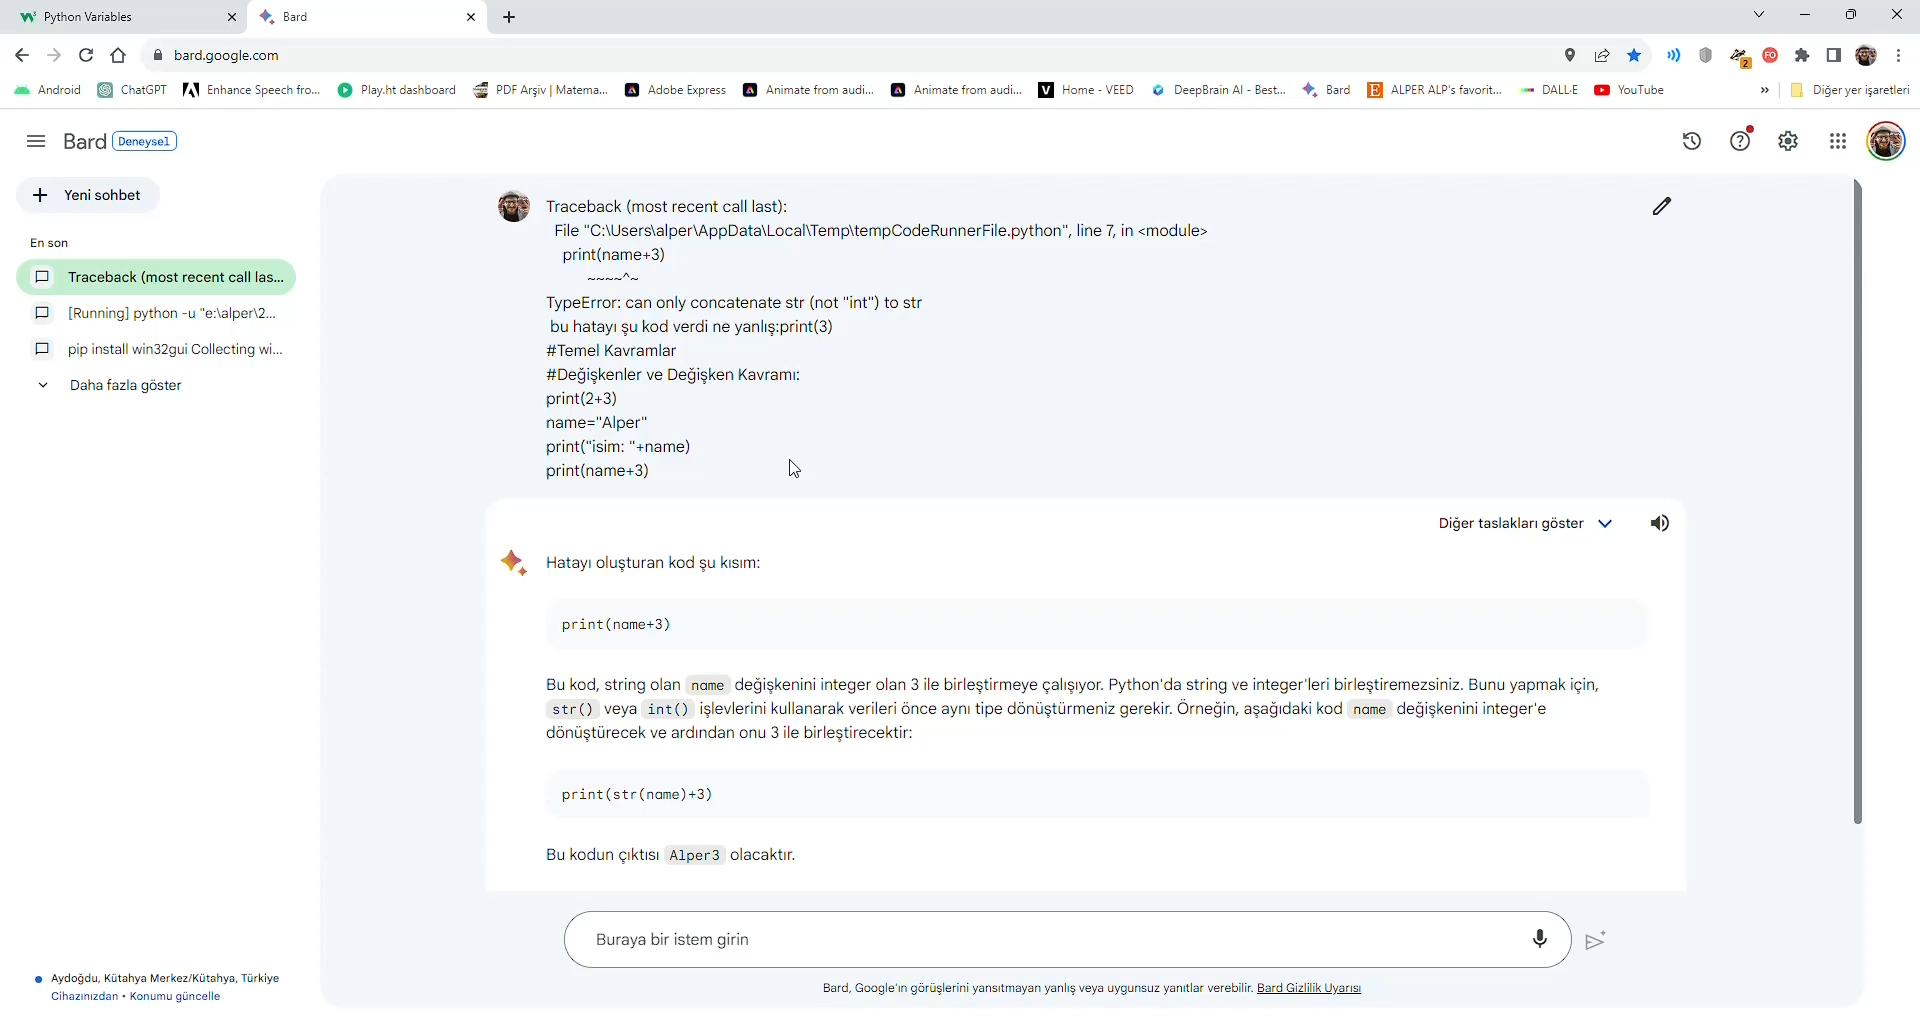 Python Variables
Bard
bard.google.com
2
FO
Android
ChatGPT
Enhance Speech fro...
Play.ht dashboard
PDF Arşiv | Matema...
Adobe Express
Animate from audi...
Animate from audi...
Home - VEED
DeepBrain AI - Best...
Bard
ALPER ALP's favorit...
DALL·E
YouTube
»
Diğer yer işaretleri
Bard Deneysel
Yeni sohbet
En son
Traceback (most recent call las...
[Running] python -u "e:\alper\2...
pip install win32gui Collecting wi...
Daha fazla göster
Traceback (most recent call last):
File "C:\Users\alper\AppData\Local\Temp\tempCodeRunnerFile.python", line 7, in <module>
print(name+3)
~~~~^~
TypeError: can only concatenate str (not "int") to str
bu hatayı şu kod verdi ne yanlış:print(3)
#Temel Kavramlar
#Değişkenler ve Değişken Kavramı:
print(2+3)
name="Alper"
print("isim: "+name)
print(name+3)
Diğer taslakları göster
Hatayı oluşturan kod şu kısım:
print(name+3)
Bu kod, string olan name değişkenini integer olan 3 ile birleştirmeye çalışıyor. Python'da string ve integer'leri birleştiremezsiniz. Bunu yapmak için,
str() veya int() işlevlerini kullanarak verileri önce aynı tipe dönüştürmeniz gerekir. Örneğin, aşağıdaki kod name değişkenini integer'e
dönüştürecek ve ardından onu 3 ile birleştirecektir:
print(str(name)+3)
Bu kodun çıktısı Alper3 olacaktır.
Buraya bir istem girin
Bard, Google'ın görüşlerini yansıtmayan yanlış veya uygunsuz yanıtlar verebilir. Bard Gizlilik Uyarısı
Aydoğdu, Kütahya Merkez/Kütahya, Türkiye
Cihazınızdan • Konumu güncelle